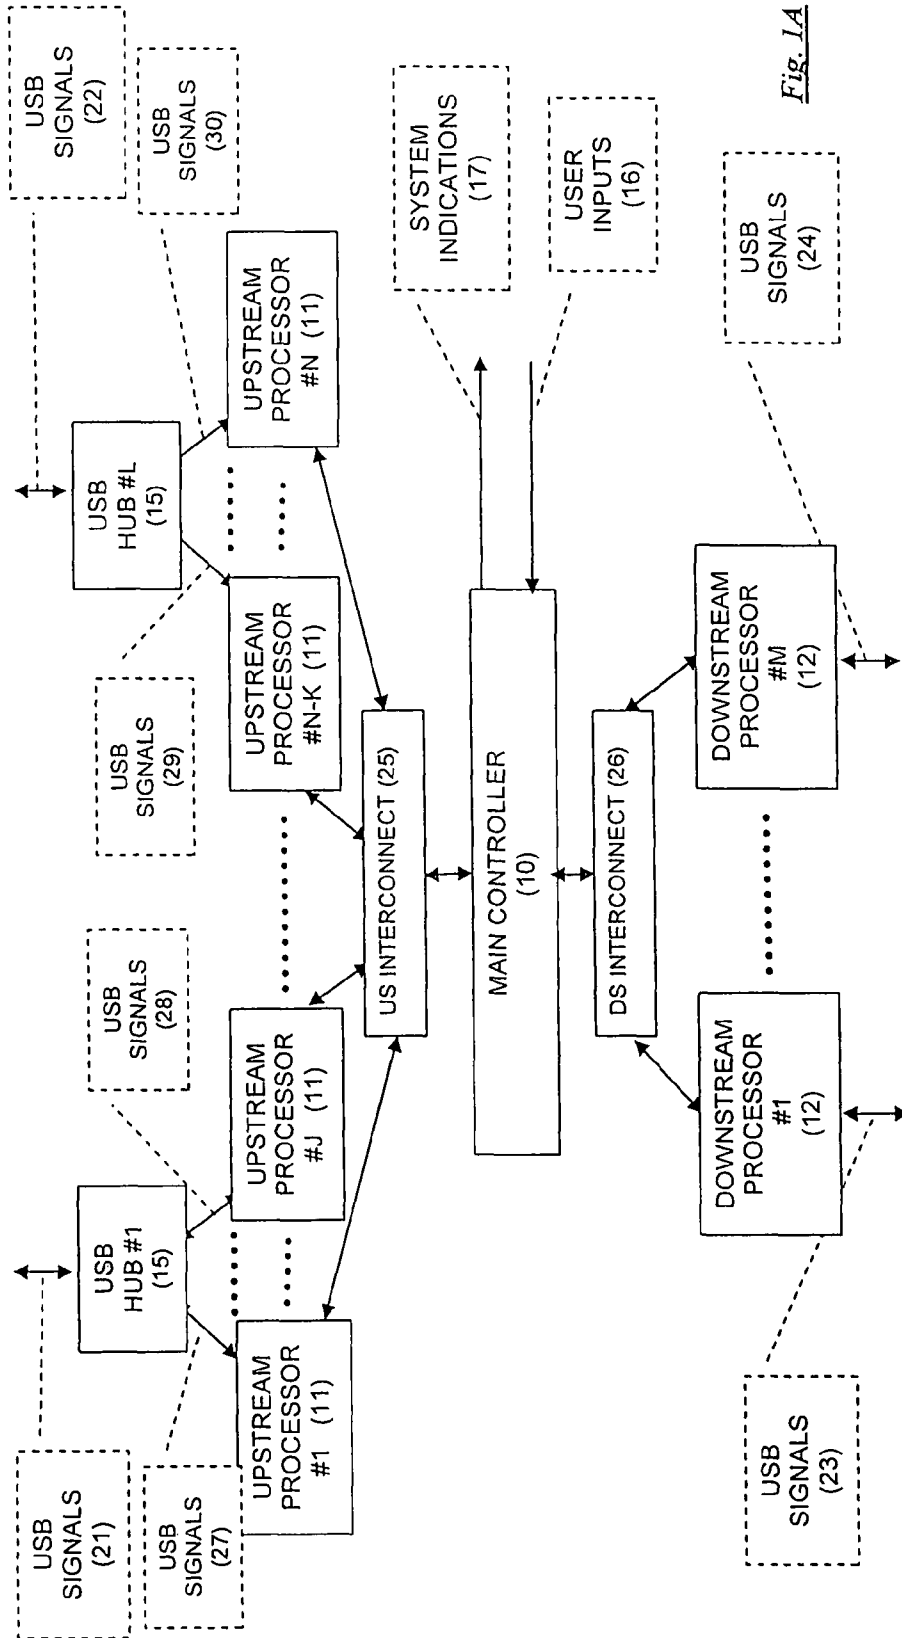 USB
SIGNALS
(21)
USB
SIGNALS
(27)
USB
HUB #1
(15)
USB
SIGNALS
(28)
USB
SIGNALS
(29)
USB
HUB #L
(15)
USB
SIGNALS
(22)
USB
SIGNALS
(30)
UPSTREAM
PROCESSOR
#1 (11)
UPSTREAM
PROCESSOR
#J (11)
UPSTREAM
PROCESSOR
#N-K (11)
UPSTREAM
PROCESSOR
#N (11)
US INTERCONNECT (25)
MAIN CONTROLLER
(10)
SYSTEM
INDICATIONS
(17)
USER
INPUTS
(16)
DS INTERCONNECT (26)
DOWNSTREAM
PROCESSOR
#1
(12)
DOWNSTREAM
PROCESSOR
#M
(12)
USB
SIGNALS
(23)
USB
SIGNALS
(24)
Fig. 1A